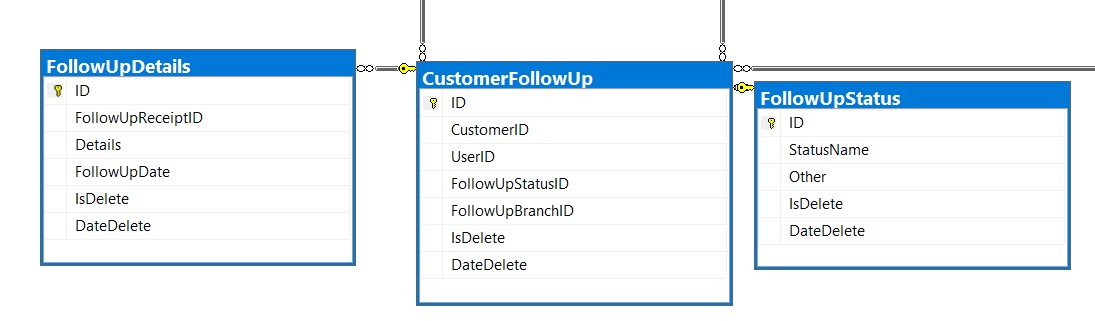 FollowUpDetails
ID
FollowUpReceiptID
Details
FollowUpDate
IsDelete
DateDelete
CustomerFollowUp
ID
CustomerID
UserID
FollowUpStatusID
FollowUpBranchID
IsDelete
DateDelete
FollowUpStatus
ID
StatusName
Other
IsDelete
DateDelete